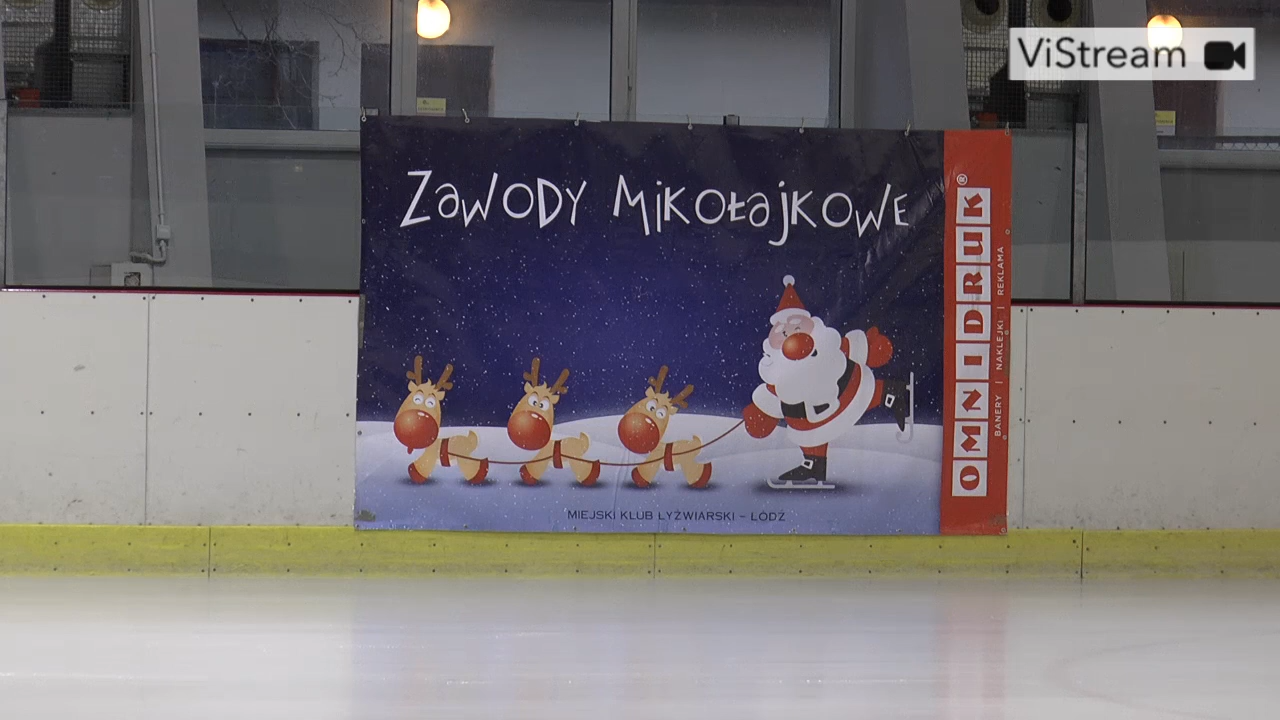 ViStream
ZAWODY MIKOŁAJKOWE
OMNIDRUK®
BANERY | NAKLEJKI | REKLAMA
MIEJSKI KLUB ŁYŻWIARSKI – ŁÓDŹ